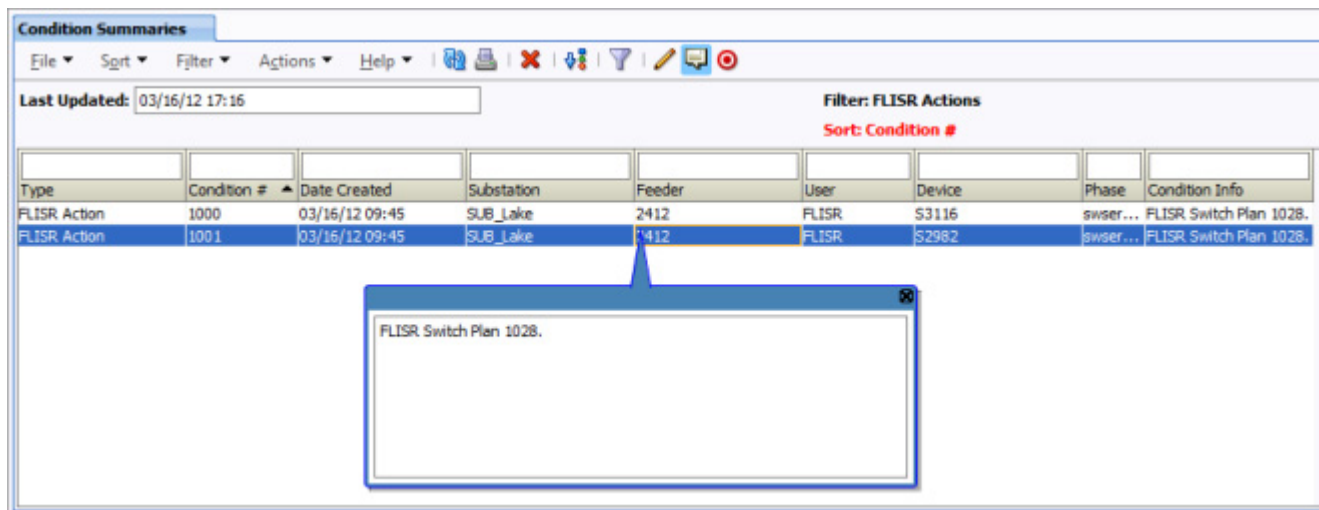 Condition Summaries
File Sort Filter Actions Help
Last Updated: 03/16/12 17:16 Filter: FLISR Actions
Sort: Condition #
Type Condition # Date Created Substation Feeder User Device Phase Condition Info
FLISR Action 1000 03/16/12 09:45 SUB_Lake 2412 FLISR S3116 swser... FLISR Switch Plan 1028.
FLISR Action 1001 03/16/12 09:45 SUB_Lake 2412 FLISR S2982 swser... FLISR Switch Plan 1028.
FLISR Switch Plan 1028.